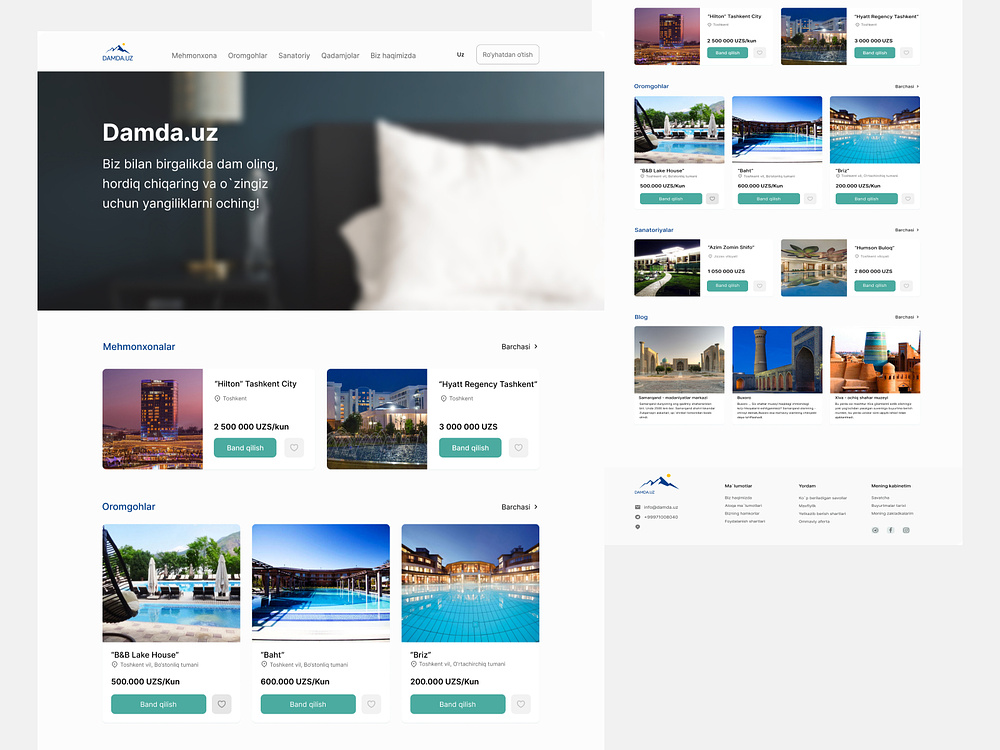 DAMDA.UZ
Mehmonxona Oromgohlar Sanatoriy Qadamjolar Biz haqimizda
Uz
Ro'yhatdan o'tish
Damda.uz
Biz bilan birgalikda dam oling,
hordiq chiqaring va o`zingiz
uchun yangiliklarni oching!
Mehmonxonalar
Barchasi
"Hilton" Tashkent City
Toshkent
2 500 000 UZS/kun
Band qilish
"Hyatt Regency Tashkent"
Toshkent
3 000 000 UZS
Band qilish
Oromgohlar
Barchasi
"B&B Lake House"
Toshkent vil, Bo'stonliq tumani
500.000 UZS/Kun
Band qilish
"Baht"
Toshkent vil, Bo'stonliq tumani
600.000 UZS/Kun
Band qilish
"Briz"
Toshkent vil, O'rtachirchiq tumani
200.000 UZS/Kun
Band qilish
"Hilton" Tashkent City
Toshkent
2 500 000 UZS/kun
Band qilish
"Hyatt Regency Tashkent"
Toshkent
3 000 000 UZS
Band qilish
Oromgohlar
Barchasi
"B&B Lake House"
Toshkent vil, Bo'stonliq tumani
500.000 UZS/Kun
Band qilish
"Baht"
Toshkent vil, Bo'stonliq tumani
600.000 UZS/Kun
Band qilish
"Briz"
Toshkent vil, O'rtachirchiq tumani
200.000 UZS/Kun
Band qilish
Sanatoriyalar
Barchasi
"Azim Zomin Shifo"
Jizzax viloyati
1 050 000 UZS
Band qilish
"Humson Buloq"
Toshkent viloyati
2 800 000 UZS
Band qilish
Blog
Barchasi
Samarqand - madaniyatlar markazi
Buxoro
Xiva - ochiq shahar muzeyi
DAMDA.UZ
info@damda.uz
+99971008040
Ma`lumotlar
Biz haqimizda
Aloqa ma`lumotlari
Bizning hamkorlar
Foydalanish shartlari
Yordam
Ko`p beriladigan savollar
Maxfiylik
Yetkazib berish shartlari
Ommaviy oferta
Mening kabinetim
Savatcha
Buyurtmalar tarixi
Mening zakladkalarim